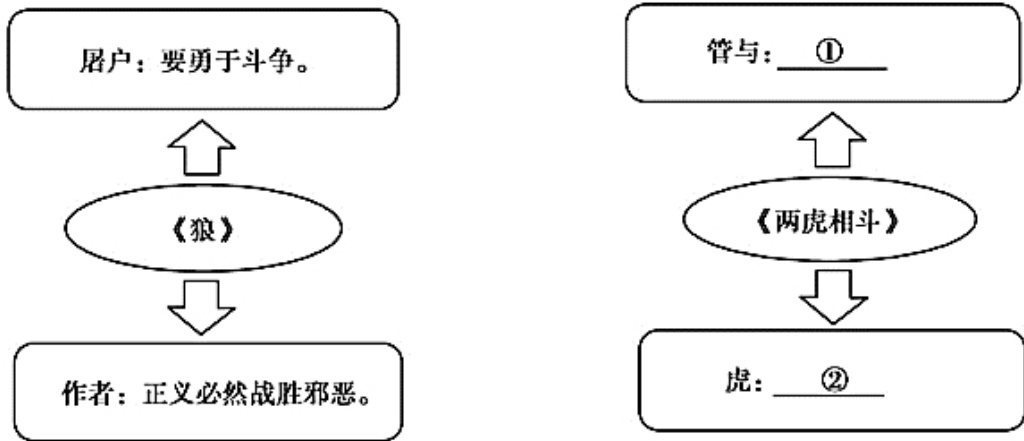 屠户：要勇于斗争。
《狼》
作者：正义必然战胜邪恶。
管与：①
《两虎相斗》
虎：②